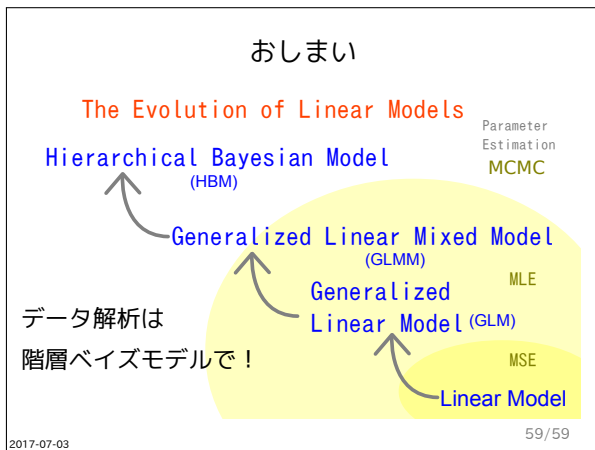 おしまい
The Evolution of Linear Models
Parameter
Estimation
MCMC
Hierarchical Bayesian Model
(HBM)
Generalized Linear Mixed Model
(GLMM)
MLE
Generalized
Linear Model (GLM)
データ解析は
階層ベイズモデルで！
MSE
Linear Model
2017-07-03
59/59